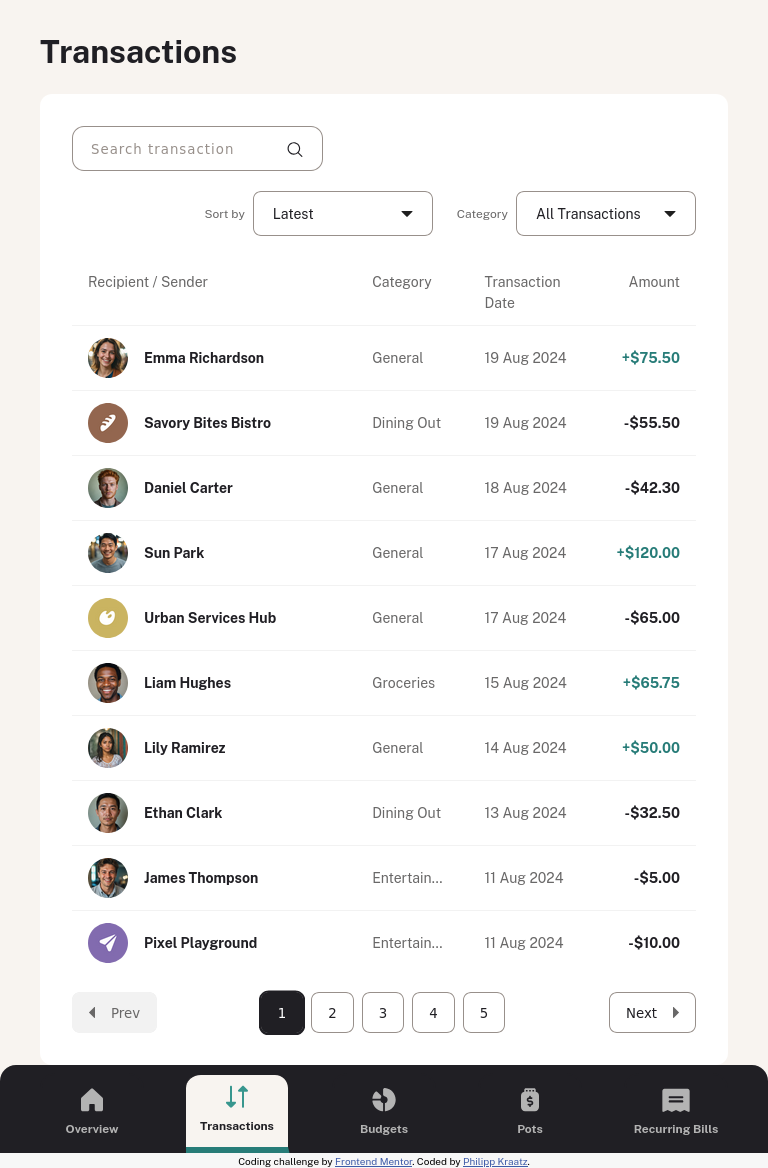 Transactions
Search transaction
Sort by Latest Category All Transactions
Recipient / Sender Category Transaction Date Amount
Emma Richardson General 19 Aug 2024 +$75.50
Savory Bites Bistro Dining Out 19 Aug 2024 -$55.50
Daniel Carter General 18 Aug 2024 -$42.30
Sun Park General 17 Aug 2024 +$120.00
Urban Services Hub General 17 Aug 2024 -$65.00
Liam Hughes Groceries 15 Aug 2024 +$65.75
Lily Ramirez General 14 Aug 2024 +$50.00
Ethan Clark Dining Out 13 Aug 2024 -$32.50
James Thompson Entertain... 11 Aug 2024 -$5.00
Pixel Playground Entertain... 11 Aug 2024 -$10.00
Prev 1 2 3 4 5 Next
Overview Transactions Budgets Pots Recurring Bills
Coding challenge by Frontend Mentor. Coded by Philipp Kraatz.